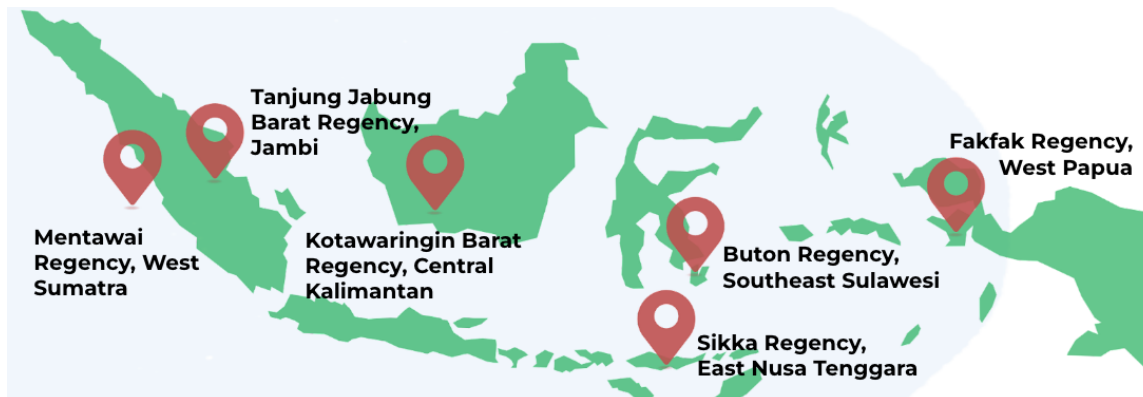 Tanjung Jabung
Barat Regency,
Jambi
Fakfak Regency,
West Papua
Mentawai
Regency, West
Sumatra
Kotawaringin Barat
Regency, Central
Kalimantan
Buton Regency,
Southeast Sulawesi
Sikka Regency,
East Nusa Tenggara